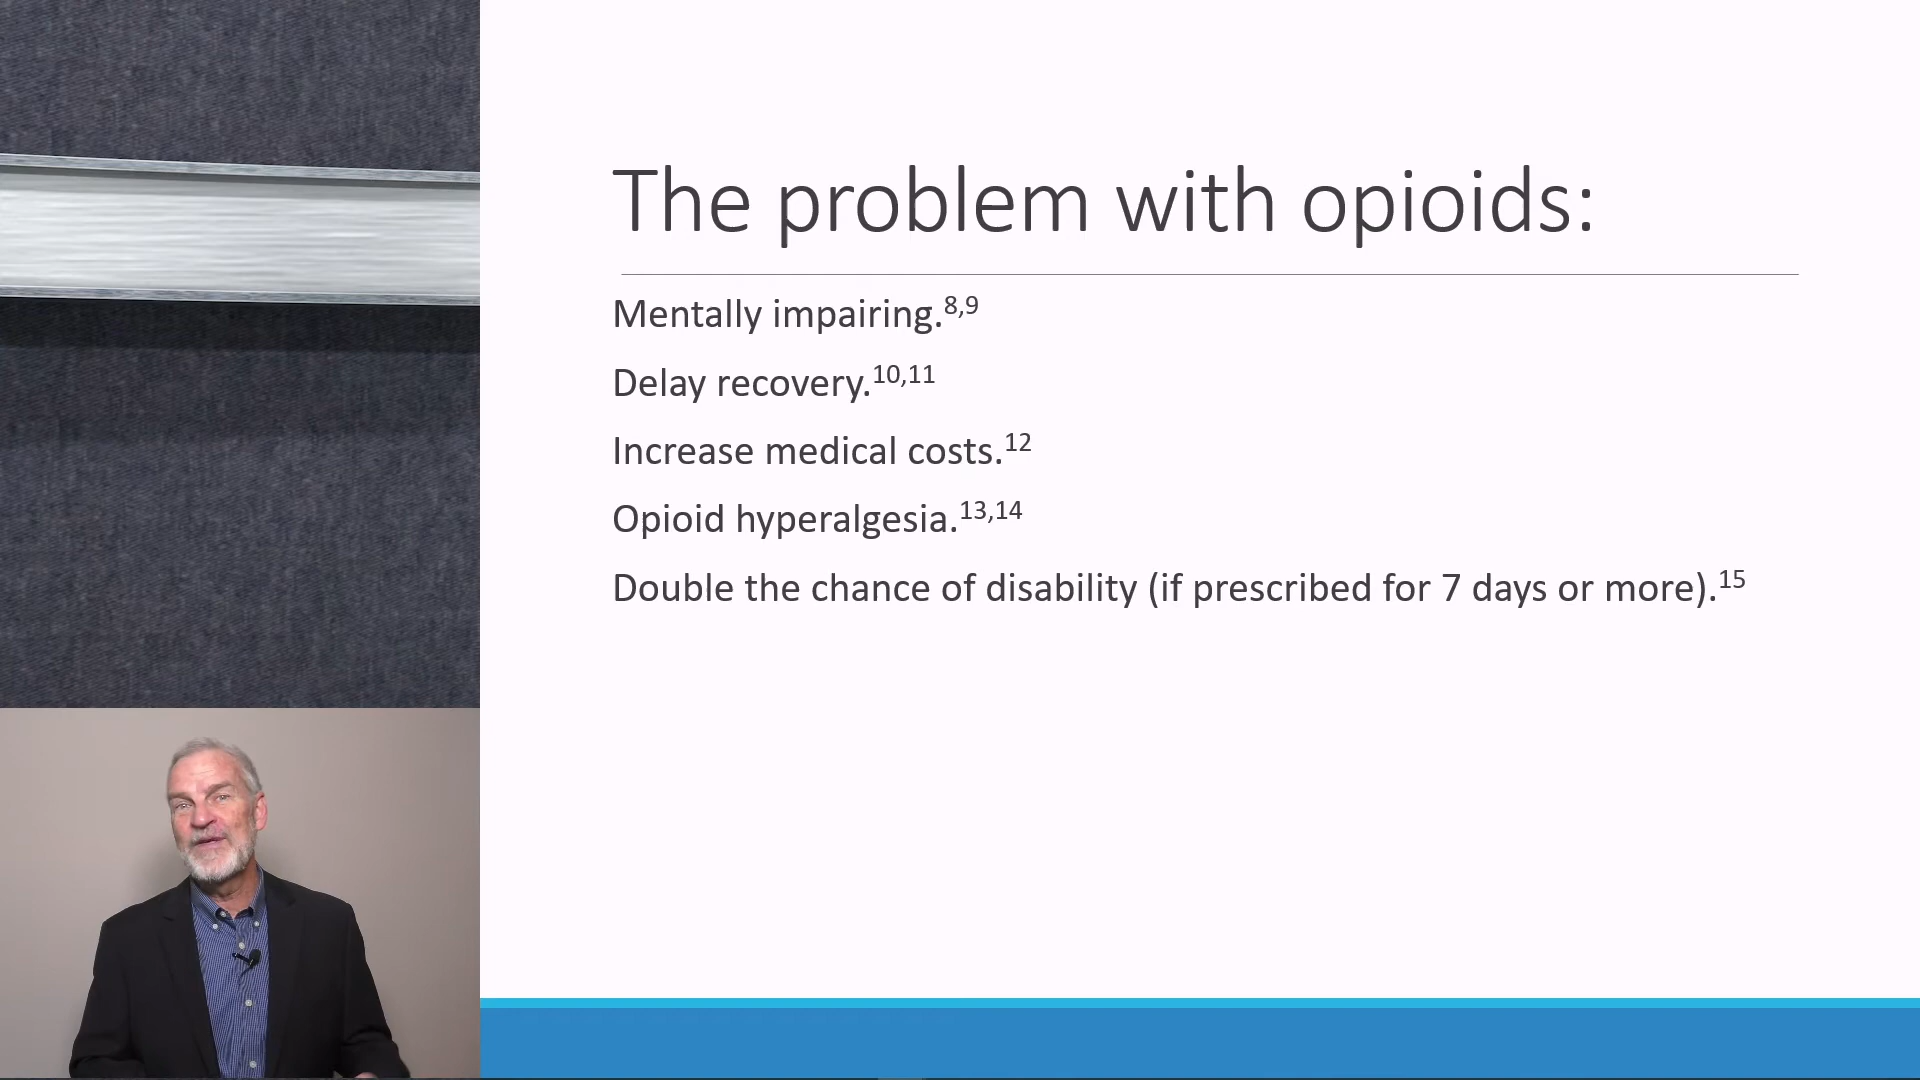 The problem with opioids:
Mentally impairing.8,9
Delay recovery.10,11
Increase medical costs.12
Opioid hyperalgesia.13,14
Double the chance of disability (if prescribed for 7 days or more).15